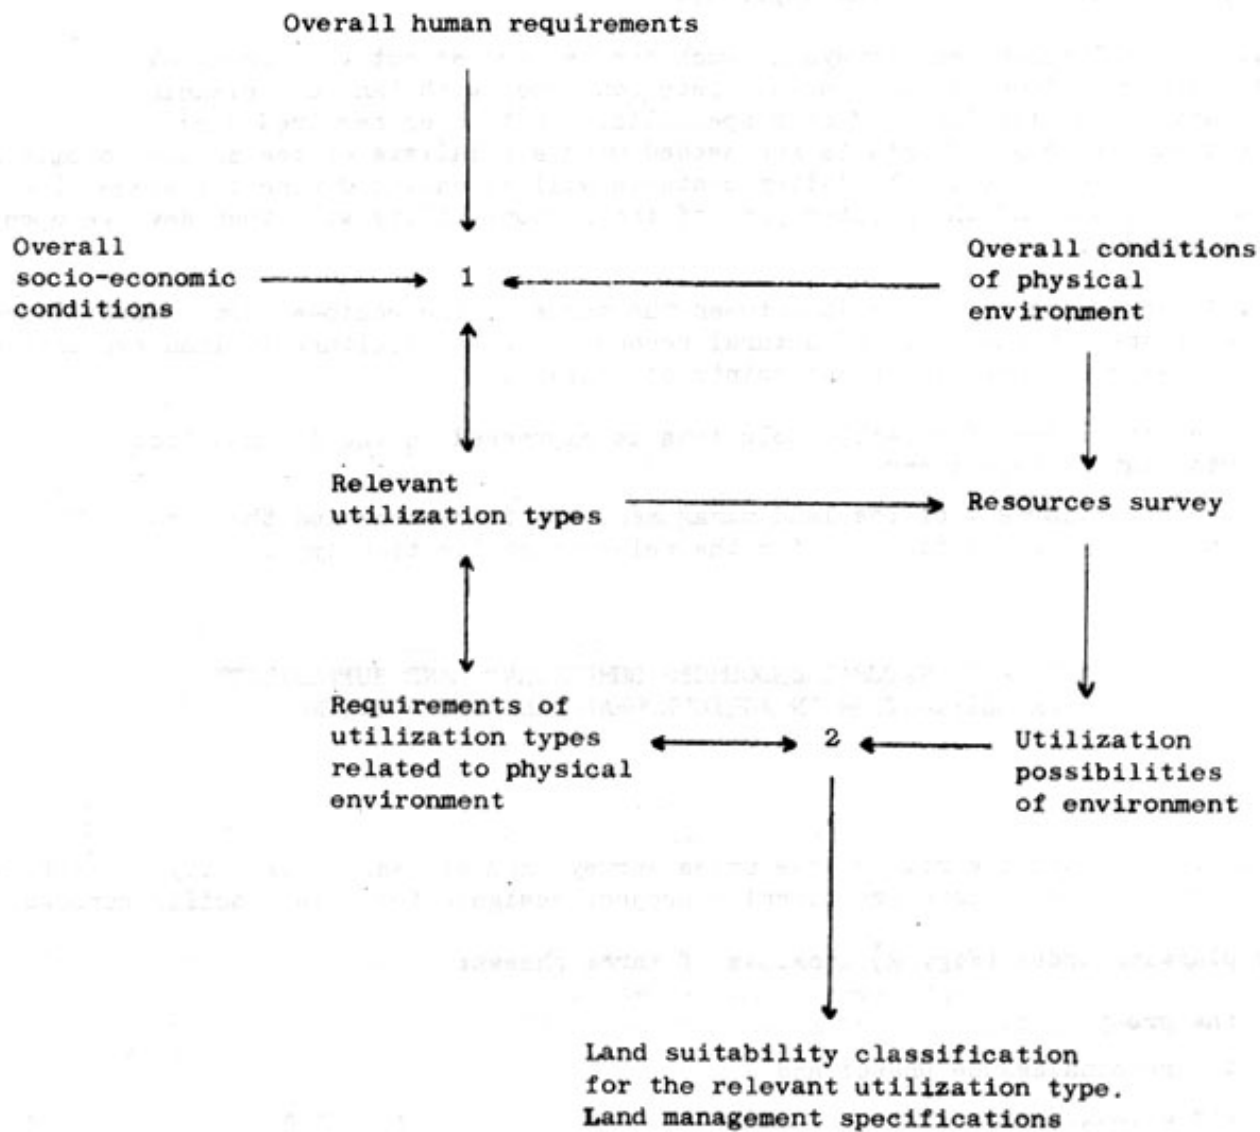 Overall human requirements
Overall
socio-economic
conditions
1
Overall conditions
of physical
environment
Relevant
utilization types
Resources survey
Requirements of
utilization types
related to physical
environment
2
Utilization
possibilities
of environment
Land suitability classification
for the relevant utilization type.
Land management specifications